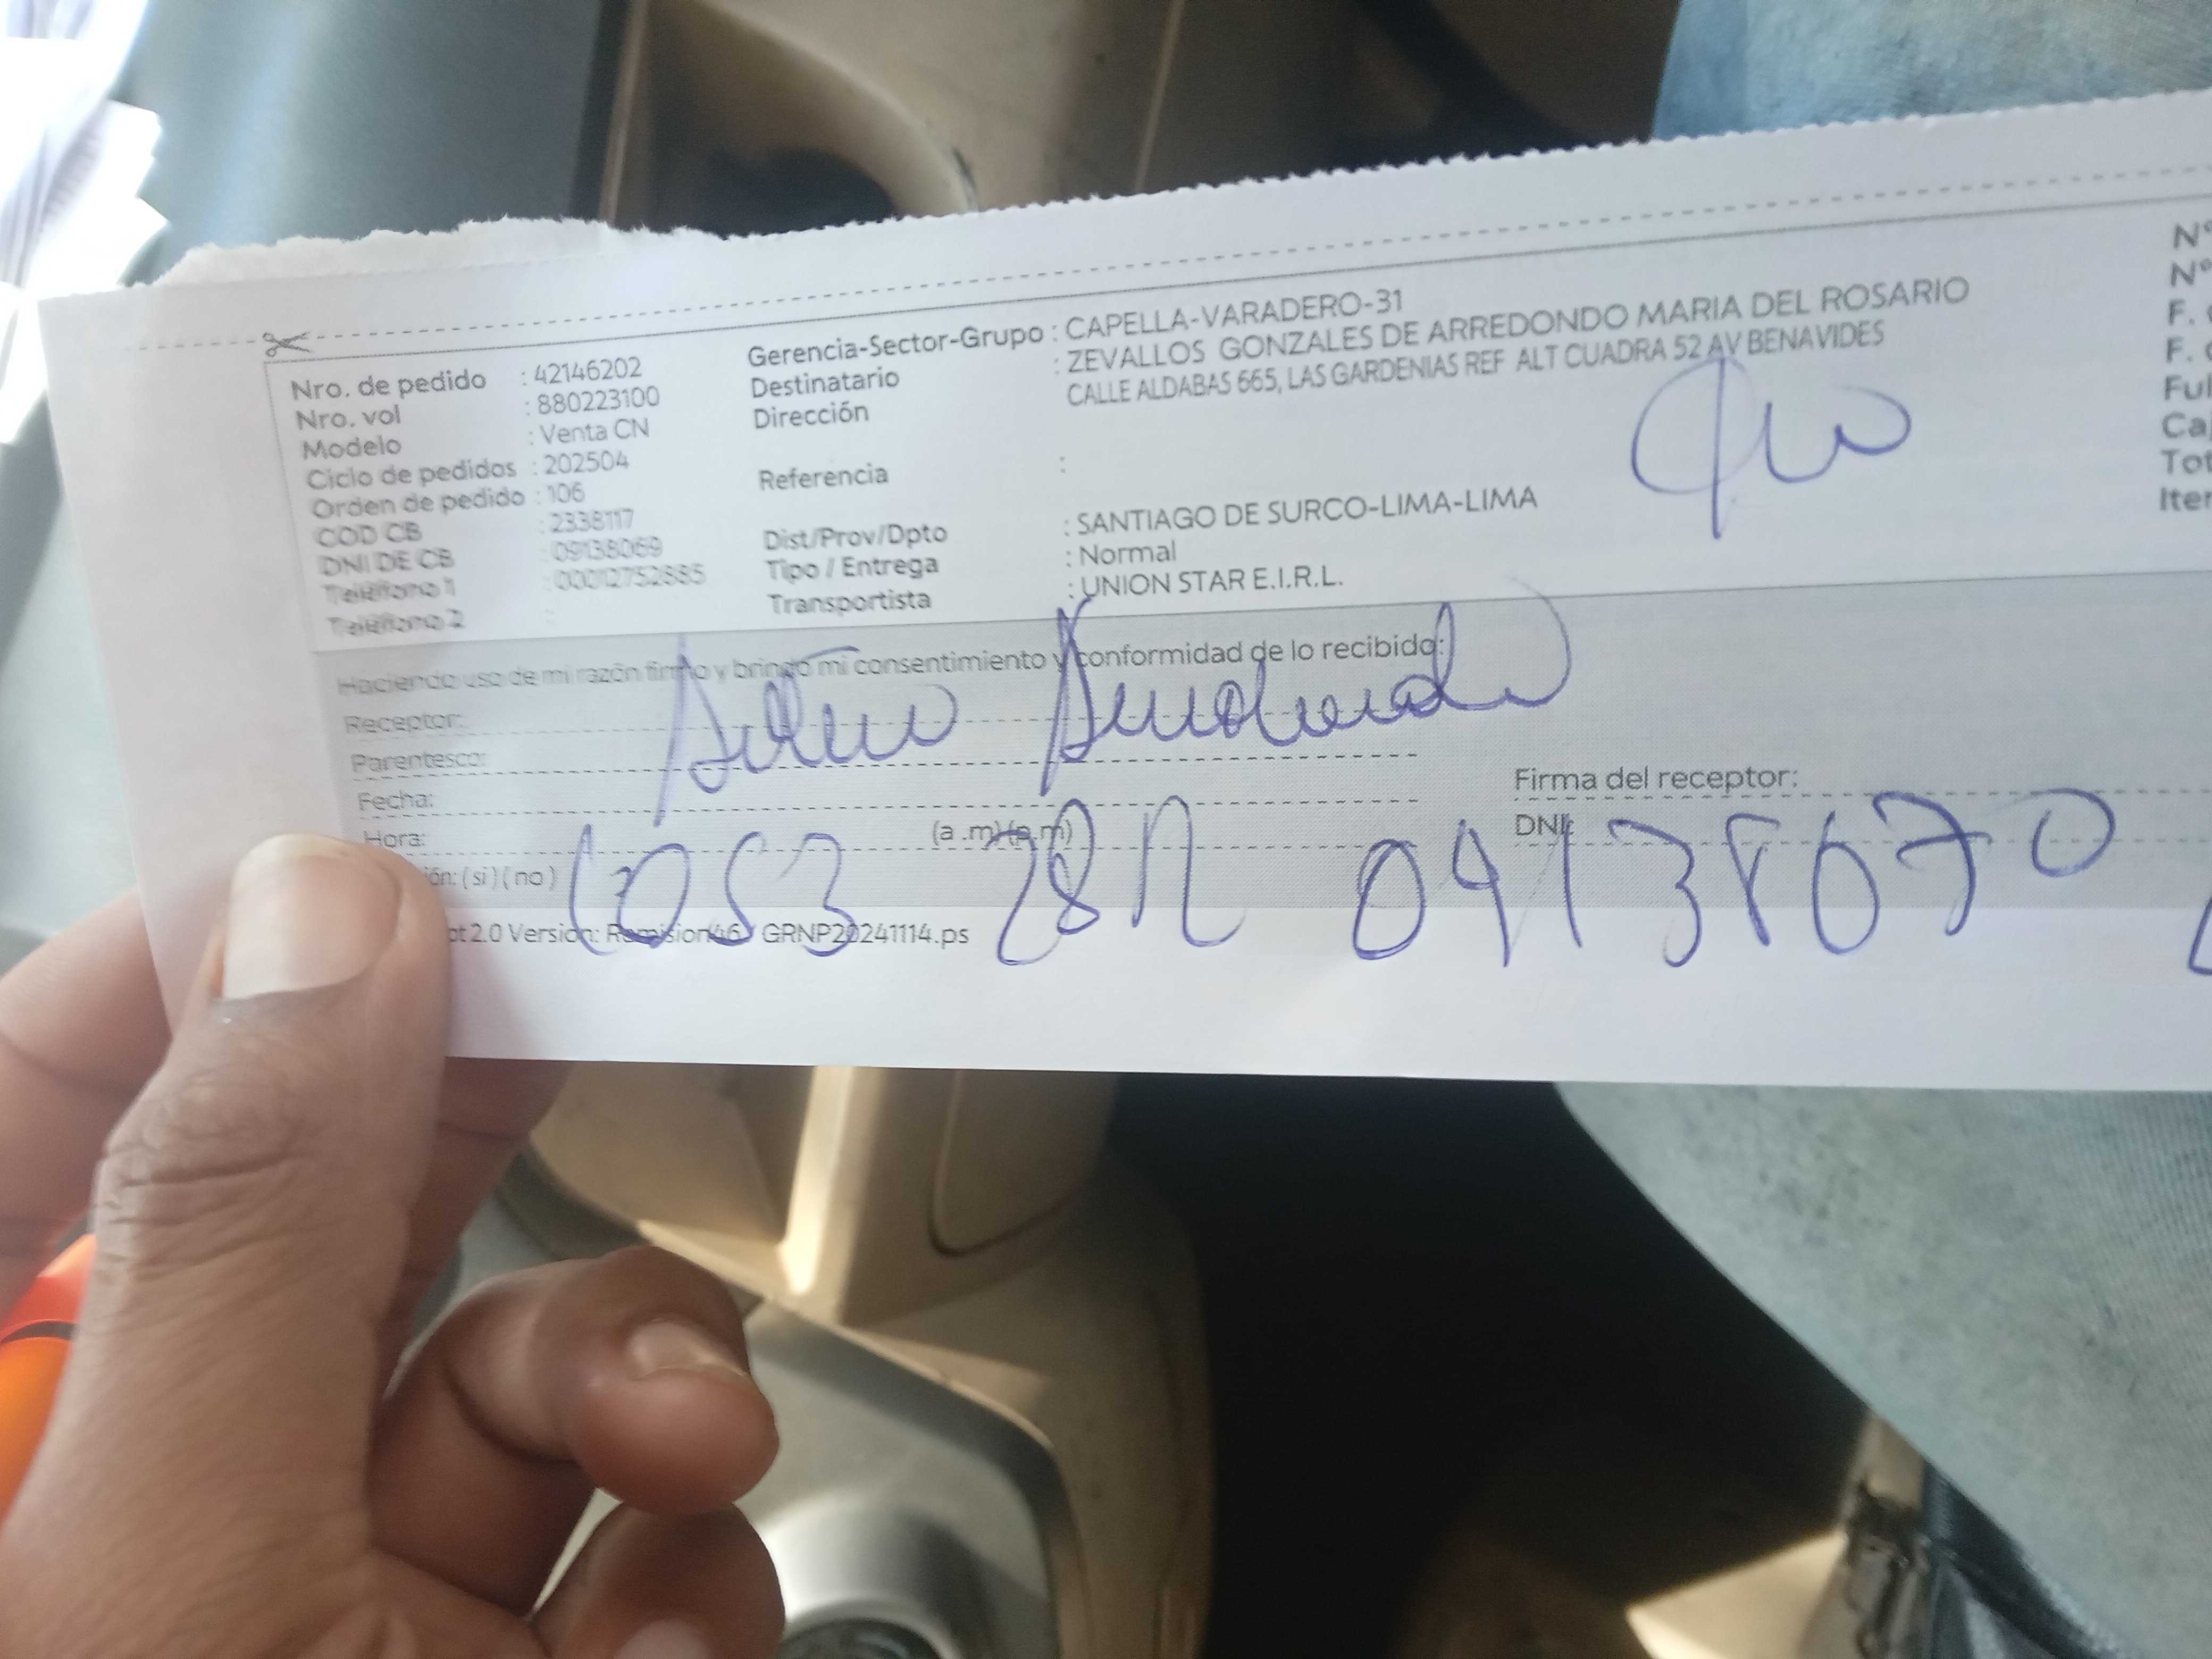 Nro. de pedido : 42146202
Nro. vol : 880223100
Modelo : Venta CN
Ciclo de pedidos : 202504
Orden de pedido : 106
COD CB : 2338117
DNI DE CB : 09138069
Teléfono 1 : 00012752885
Teléfono 2 :
Gerencia-Sector-Grupo : CAPELLA-VARADERO-31
Destinatario : ZEVALLOS GONZALES DE ARREDONDO MARIA DEL ROSARIO
Dirección CALLE ALDABAS 665, LAS GARDENIAS REF ALT CUADRA 52 AV BENAVIDES
Referencia :
Dist/Prov/Dpto : SANTIAGO DE SURCO-LIMA-LIMA
Tipo / Entrega : Normal
Transportista : UNION STAR E.I.R.L.
N°
N°
F.
F.
Haciendo uso de mi razón firmo y brindo mi consentimiento y conformidad de lo recibido:
Receptor:
Parentesco:
Fecha:
Firma del receptor:
Hora: (a.m) (p.m)
DNI:
(si) (no)
1053 28 09138070
2.0 Version: Remision46 / GRNP20241114.ps